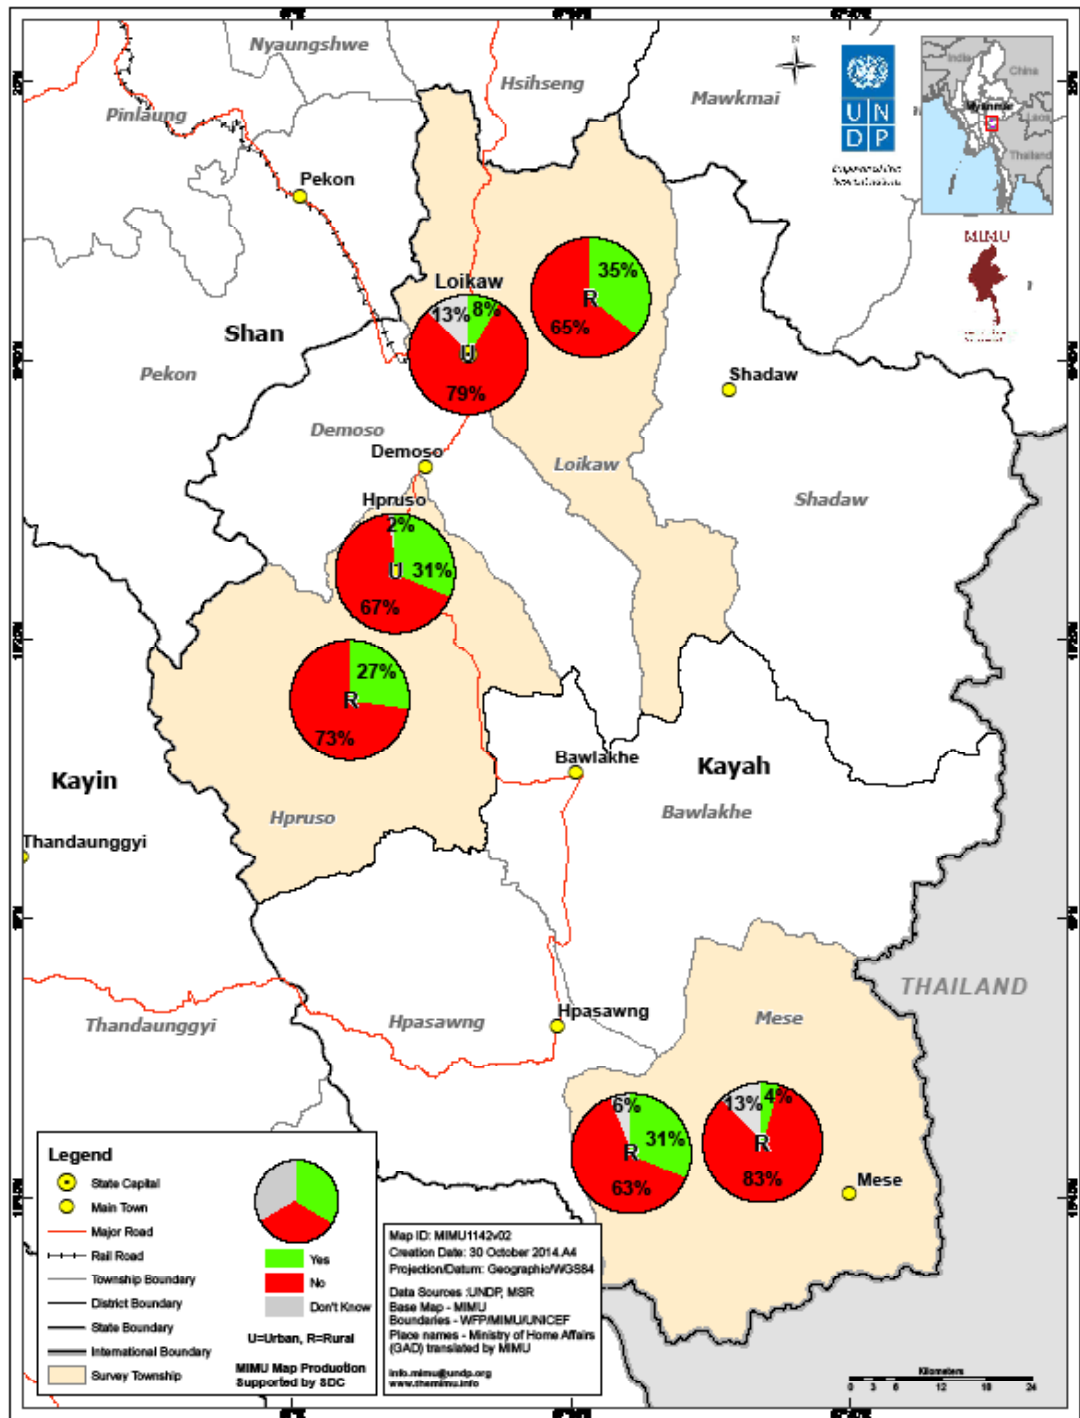 Nyaungshwe
Hsihseng
Mawkmai
Pinlaung
Pekon
UN
DP
India
China
Myanmar
Laos
Thailand
MIMU
Loikaw
35%
R
65%
13%
8%
U
79%
Shan
Pekon
Shadaw
Demoso
Demoso
Loikaw
Shadaw
Hpruso
2%
31%
U
67%
27%
R
73%
Bawlakhe
Kayah
Kayin
Bawlakhe
Hpruso
Thandaunggyi
THAILAND
Hpasawng
Mese
Thandaunggyi
Hpasawng
6%
31%
R
63%
13%
4%
R
83%
Mese
Legend
State Capital
Main Town
Major Road
Rail Road
Township Boundary
District Boundary
State Boundary
International Boundary
Survey Township
Yes
No
Don't Know
U=Urban, R=Rural
MIMU Map Production
Supported by SDC
Map ID: MIMU1142v02
Creation Date: 30 October 2014.A4
Projection/Datum: Geographic/WGS84
Data Sources :UNDP, MSR
Base Map - MIMU
Boundaries - WFP/MIMU/UNICEF
Place names - Ministry of Home Affairs
(GAD) translated by MIMU
info.mimu@undp.org
www.themimu.info
Kilometers
0 3 6 12 18 24